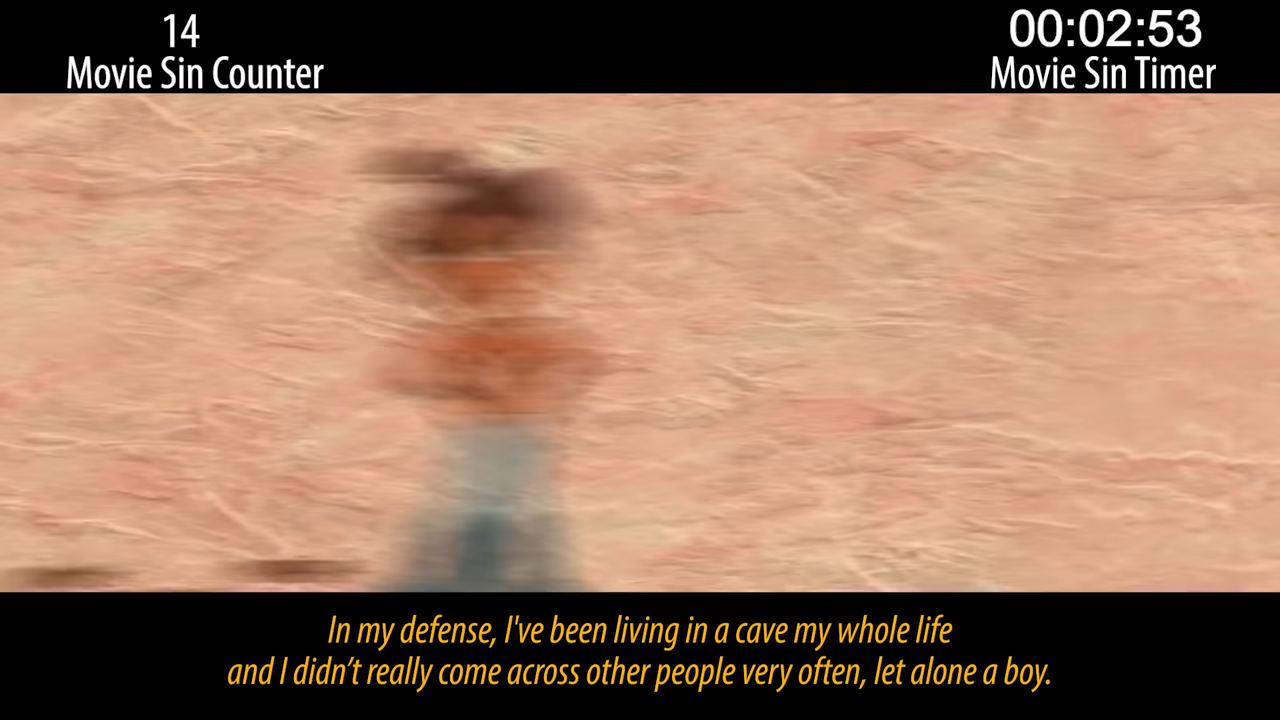 14
Movie Sin Counter
00:02:53
Movie Sin Timer
In my defense, I've been living in a cave my whole life
and I didn’t really come across other people very often, let alone a boy.